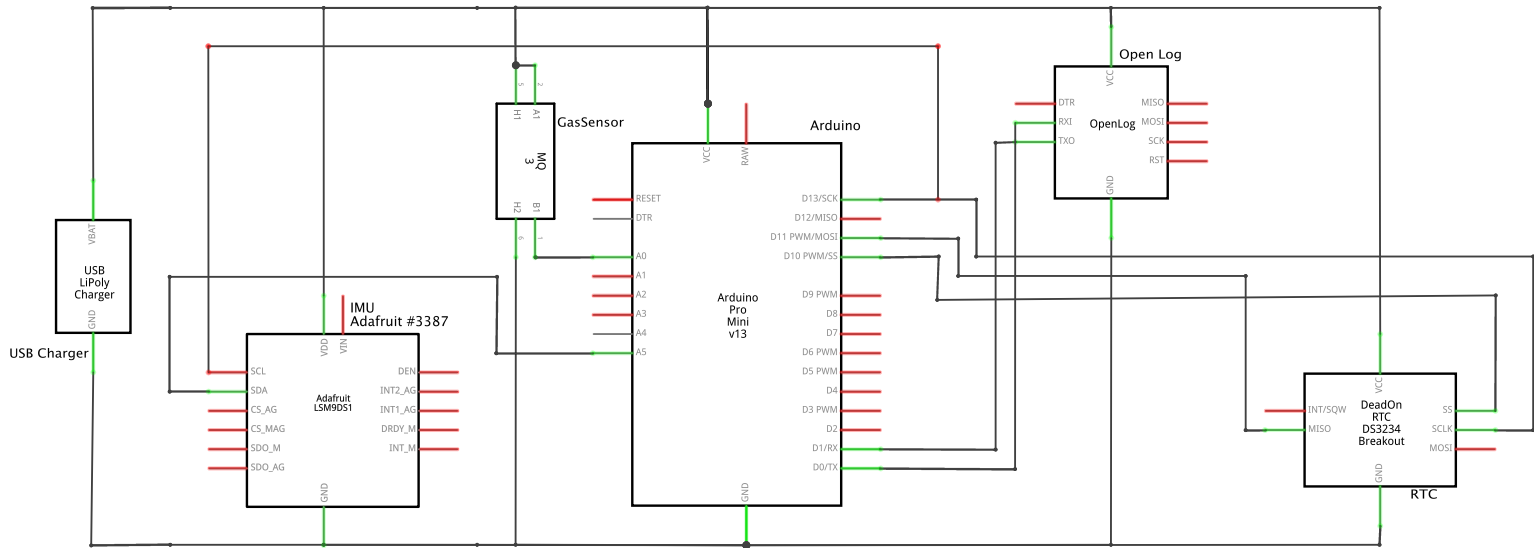 USB Charger
VBAT
USB
LiPoly
Charger
GND
IMU
Adafruit #3387
VDD
VIN
SCL
SDA
CS_AG
CS_MAG
SDO_M
SDO_AG
Adafruit
LSM9DS1
DEN
INT2_AG
INT1_AG
DRDY_M
INT_M
GND
GasSensor
5
2
H1
A1
MQ
3
H2
B1
6
1
Arduino
VCC
RAW
RESET
DTR
A0
A1
A2
A3
A4
A5
Arduino
Pro
Mini
v13
D13/SCK
D12/MISO
D11 PWM/MOSI
D10 PWM/SS
D9 PWM
D8
D7
D6 PWM
D5 PWM
D4
D3 PWM
D2
D1/RX
D0/TX
GND
Open Log
VCC
DTR
RXI
TXO
OpenLog
MISO
MOSI
SCK
RST
GND
VCC
INT/SQW
MISO
DeadOn
RTC
DS3234
Breakout
SS
SCLK
MOSI
GND
RTC